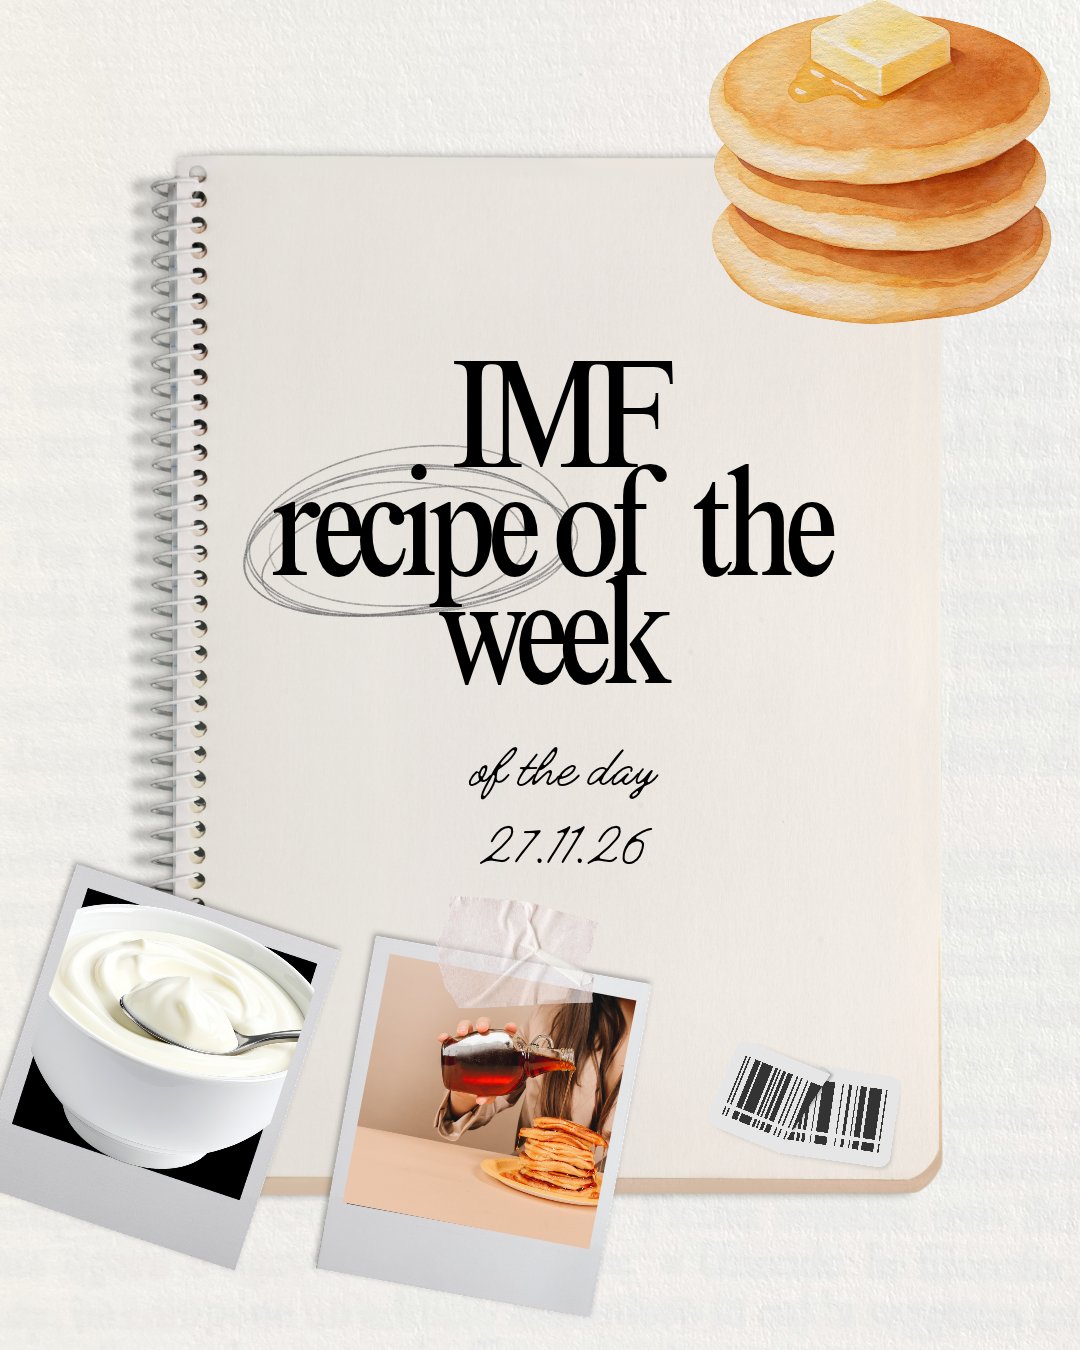 IMF
recipe of the
week
of the day
27.11.26